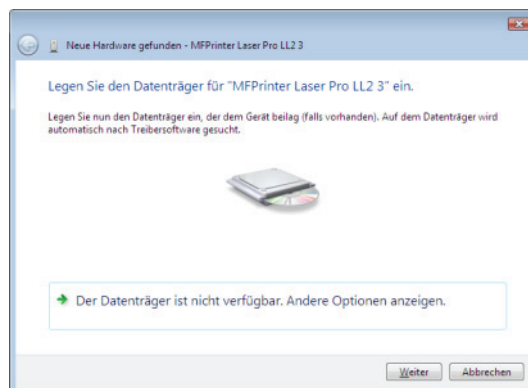 Neue Hardware gefunden - MFPrinter Laser Pro LL2 3
Legen Sie den Datenträger für "MFPrinter Laser Pro LL2 3" ein.
Legen Sie nun den Datenträger ein, der dem Gerät beilag (falls vorhanden). Auf dem Datenträger wird
automatisch nach Treibersoftware gesucht.
Der Datenträger ist nicht verfügbar. Andere Optionen anzeigen.
Weiter Abbrechen